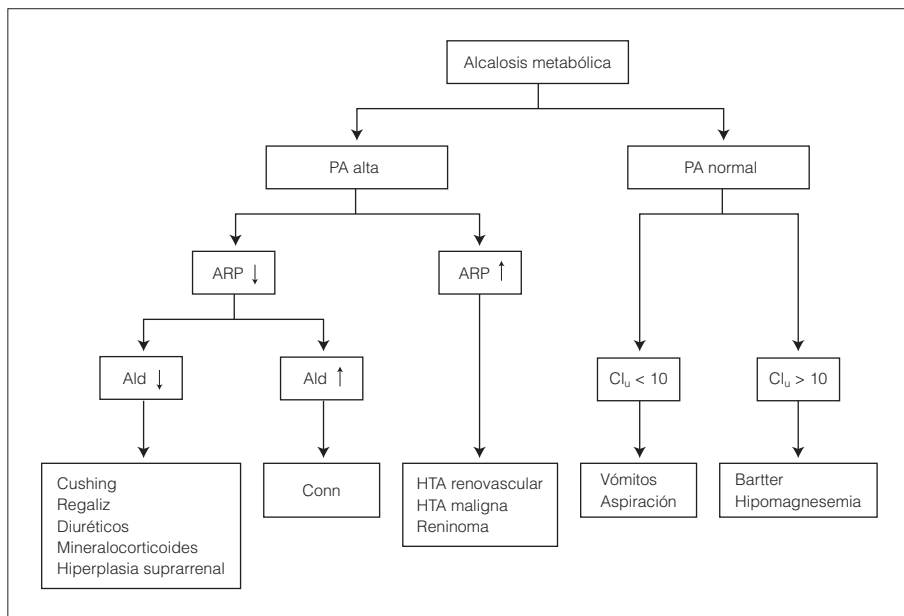 Alcalosis metabólica
PA alta
PA normal
ARP ↓
ARP ↑
Ald ↓
Ald ↑
Clᵤ < 10
Clᵤ > 10
Cushing
Regaliz
Diuréticos
Mineralocorticoides
Hiperplasia suprarrenal
Conn
HTA renovascular
HTA maligna
Reninoma
Vómitos
Aspiración
Bartter
Hipomagnesemia